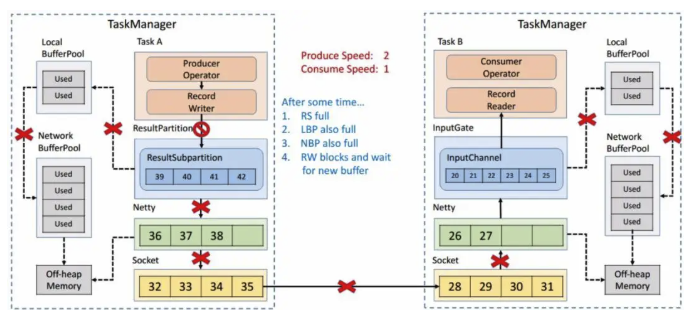 TaskManager
Local
BufferPool
Used
Used
Network
BufferPool
Used
Used
Used
Used
Off-heap
Memory
Task A
Producer
Operator
Record
Writer
ResultPartition
ResultSubpartition
39 40 41 42
Netty
36 37 38
Socket
32 33 34 35
Produce Speed: 2
Consume Speed: 1
After some time...
1. RS full
2. LBP also full
3. NBP also full
4. RW blocks and wait
for new buffer
TaskManager
Task B
Consumer
Operator
Record
Reader
InputGate
InputChannel
20 21 22 23 24 25
Netty
26 27
Socket
28 29 30 31
Local
BufferPool
Used
Used
Network
BufferPool
Used
Used
Used
Used
Off-heap
Memory